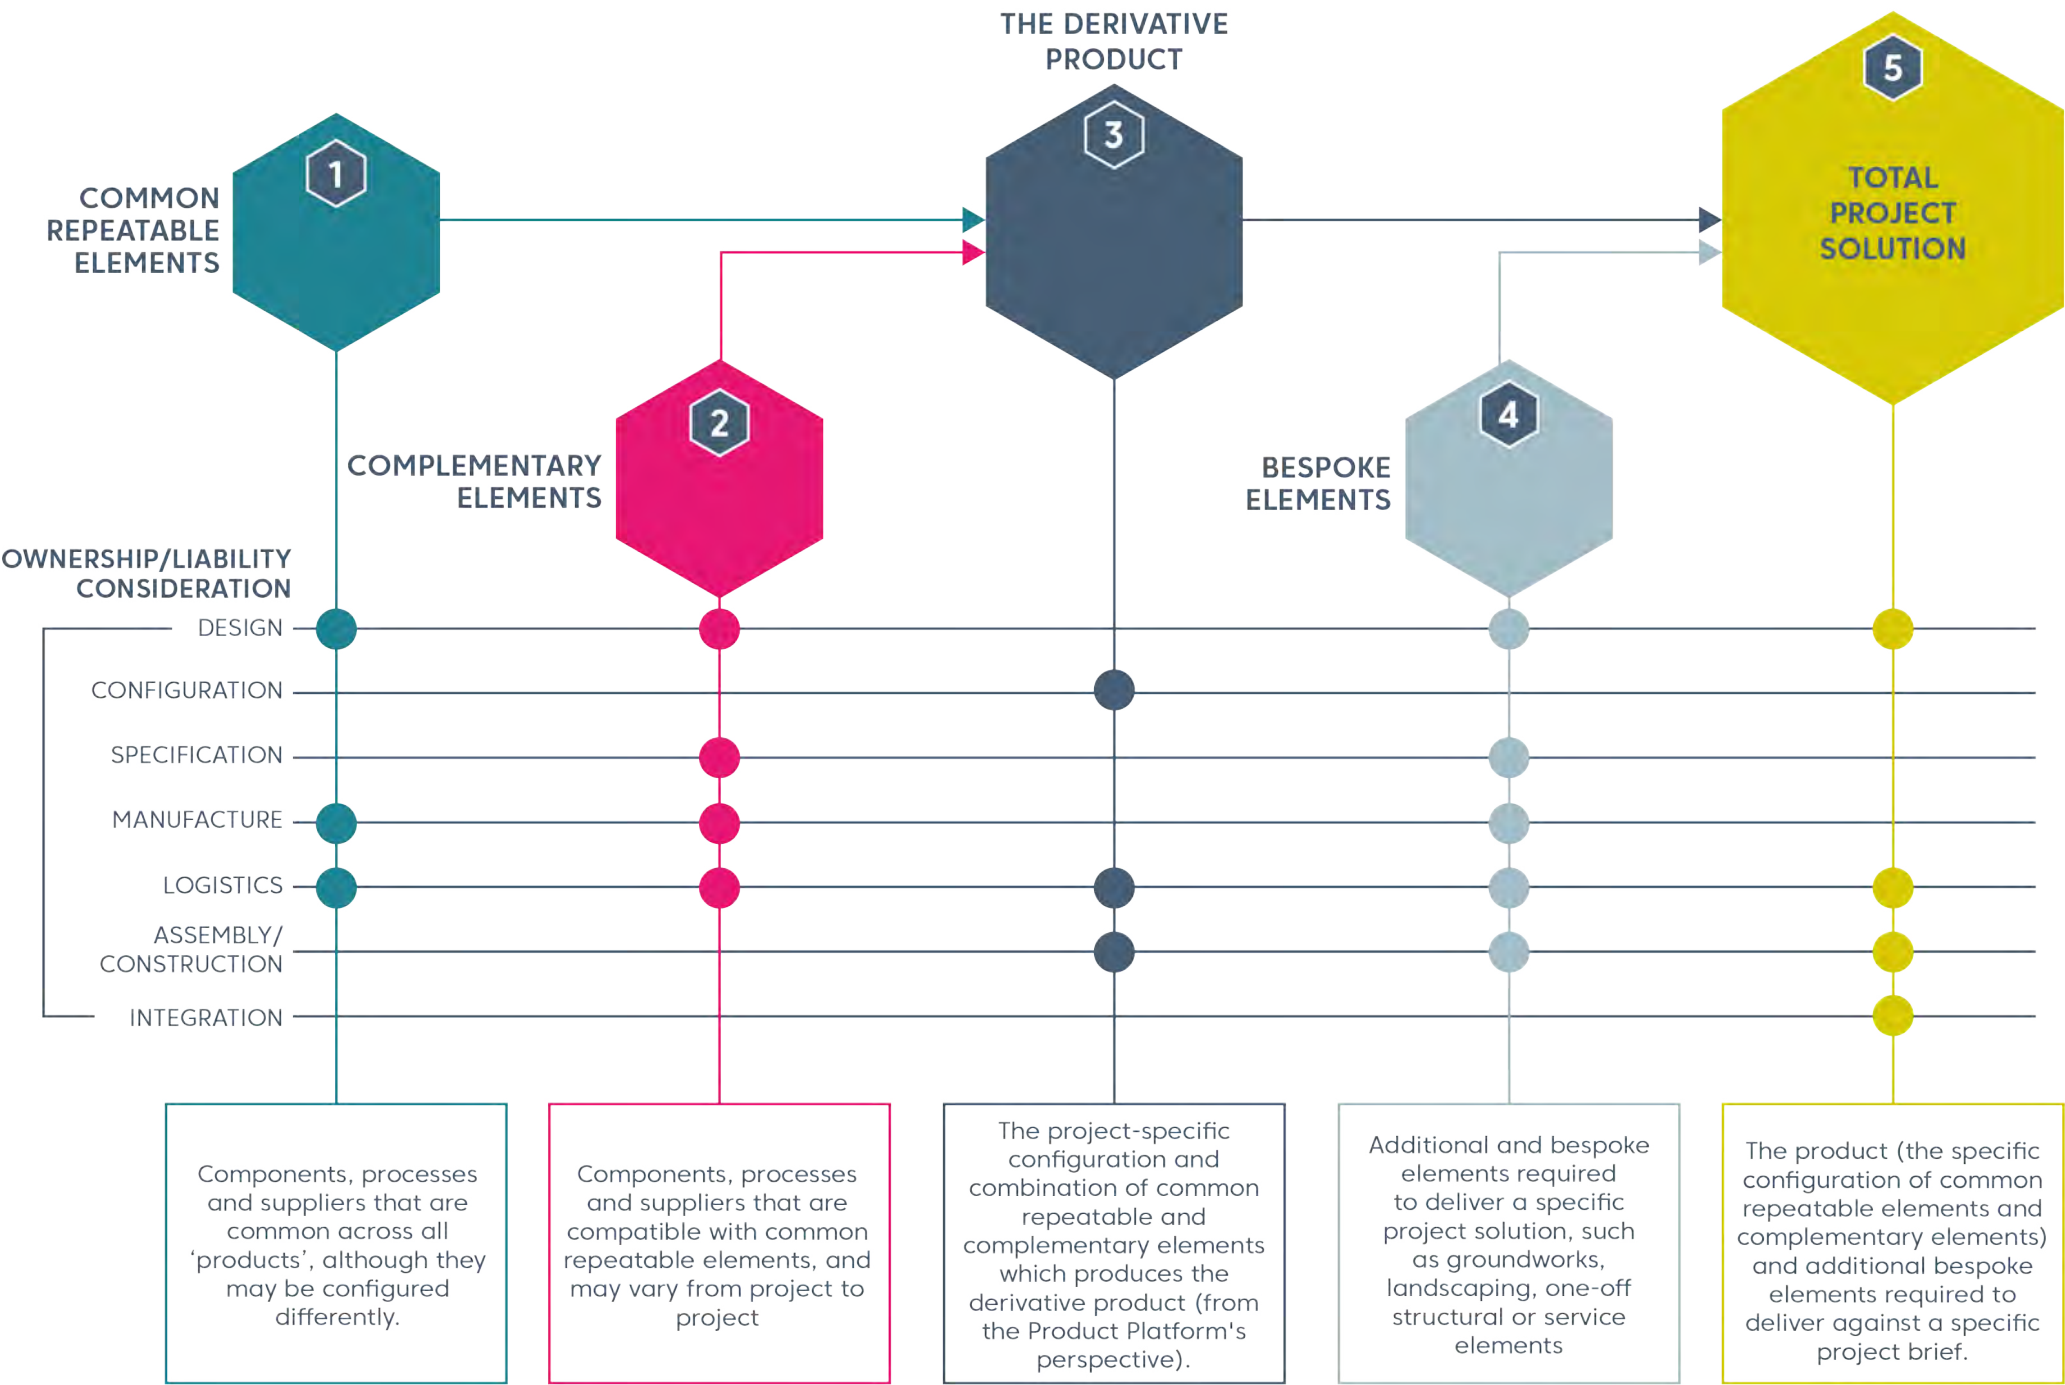 THE DERIVATIVE
PRODUCT
1
3
5
COMMON
REPEATABLE
ELEMENTS
TOTAL
PROJECT
SOLUTION
2
4
COMPLEMENTARY
ELEMENTS
BESPOKE
ELEMENTS
OWNERSHIP/LIABILITY
CONSIDERATION
DESIGN
CONFIGURATION
SPECIFICATION
MANUFACTURE
LOGISTICS
ASSEMBLY/
CONSTRUCTION
INTEGRATION
Components, processes
and suppliers that are
common across all
‘products’, although they
may be configured
differently.
Components, processes
and suppliers that are
compatible with common
repeatable elements, and
may vary from project to
project
The project-specific
configuration and
combination of common
repeatable and
complementary elements
which produces the
derivative product (from
the Product Platform's
perspective).
Additional and bespoke
elements required
to deliver a specific
project solution, such
as groundworks,
landscaping, one-off
structural or service
elements
The product (the specific
configuration of common
repeatable elements and
complementary elements)
and additional bespoke
elements required to
deliver against a specific
project brief.